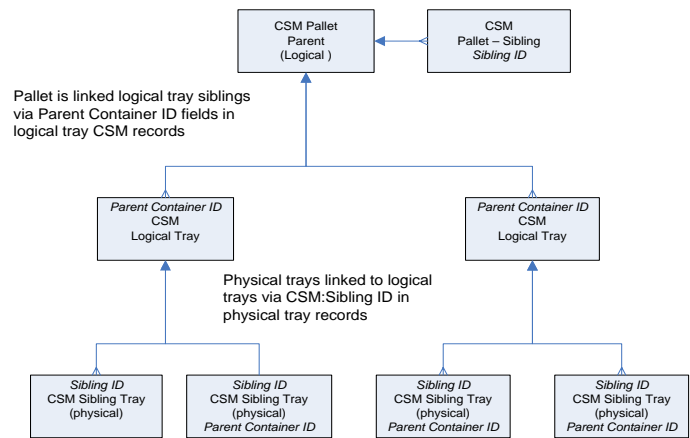 CSM Pallet
Parent
(Logical )
CSM
Pallet – Sibling
Sibling ID
Pallet is linked logical tray siblings
via Parent Container ID fields in
logical tray CSM records
Parent Container ID
CSM
Logical Tray
Parent Container ID
CSM
Logical Tray
Physical trays linked to logical
trays via CSM:Sibling ID in
physical tray records
Sibling ID
CSM Sibling Tray
(physical)
Sibling ID
CSM Sibling Tray
(physical)
Parent Container ID
Sibling ID
CSM Sibling Tray
(physical)
Parent Container ID
Sibling ID
CSM Sibling Tray
(physical)
Parent Container ID